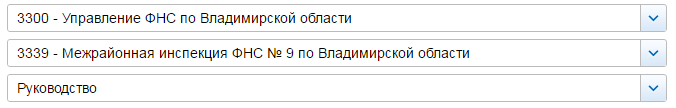 3300 - Управление ФНС по Владимирской области
3339 - Межрайонная инспекция ФНС № 9 по Владимирской области
Руководство